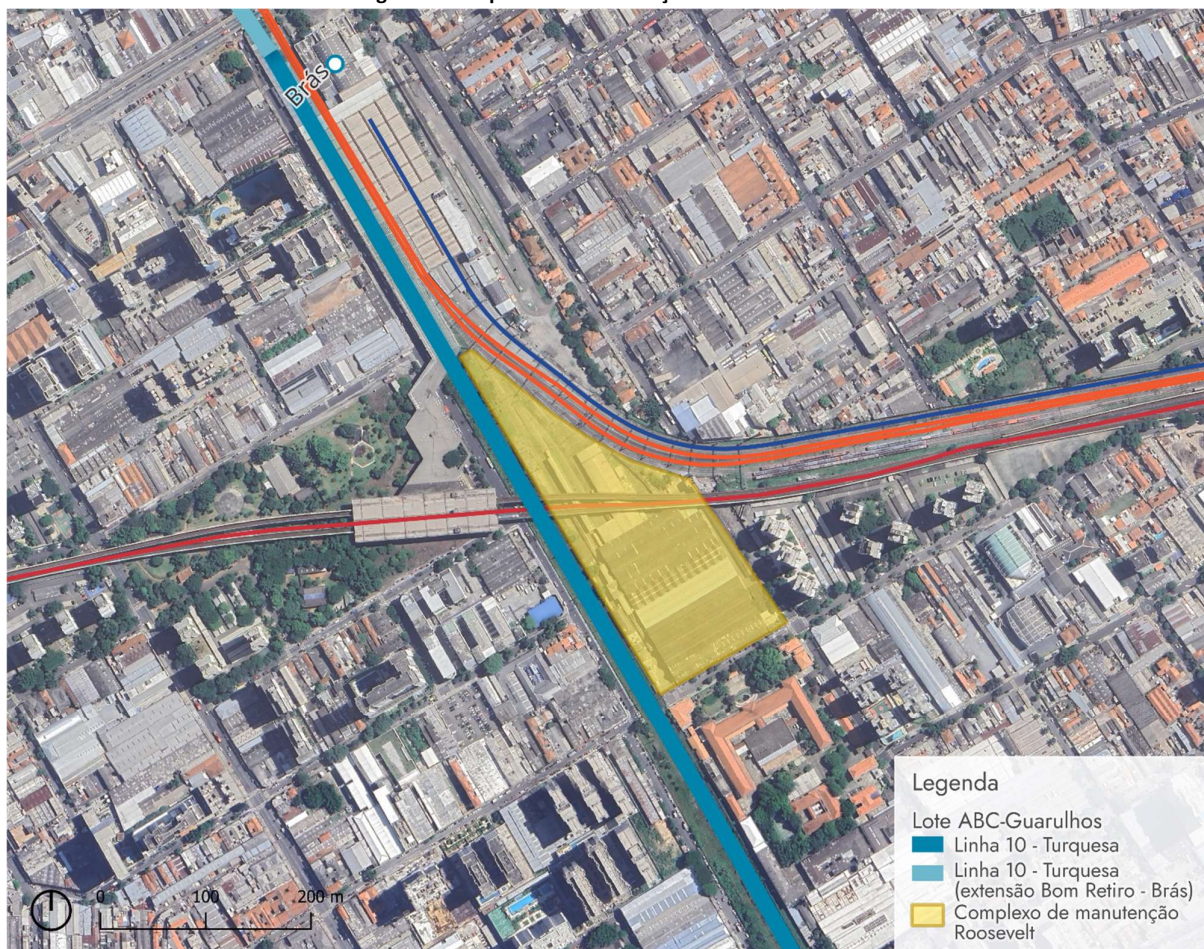 Brás
Legenda
Lote ABC-Guarulhos
Linha 10 - Turquesa
Linha 10 - Turquesa
(extensão Bom Retiro - Brás)
Complexo de manutenção
Roosevelt
0 100 200 m